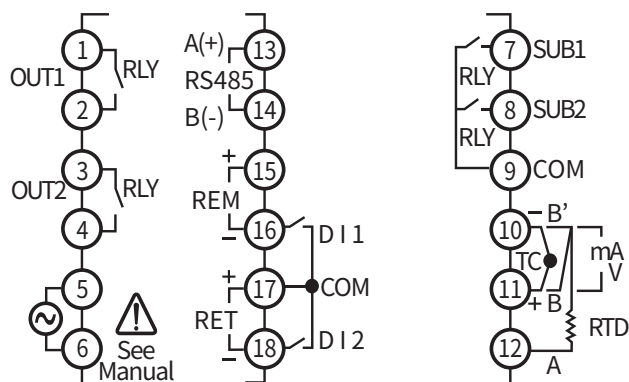 1
OUT1
RLY
2
3
OUT2
RLY
4
5
6
See
Manual
A(+)
13
RS485
B(-)
14
+
15
REM
-
16
DI1
+
17
COM
RET
-
18
DI2
7
SUB1
RLY
8
SUB2
RLY
9
COM
10
- B'
TC
mA
V
11
+ B
RTD
12
A